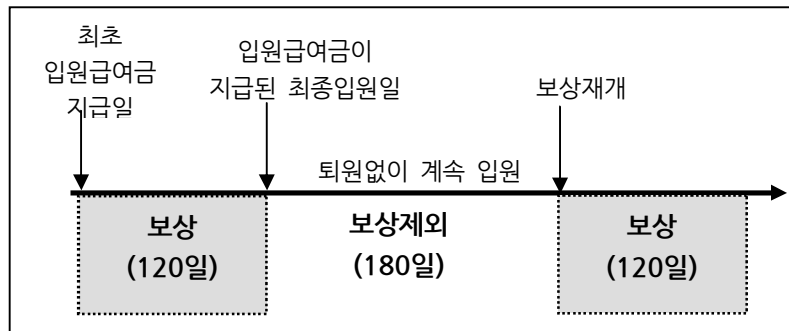 최초
입원급여금
지급일
입원급여금이
지급된 최종입원일
보상재개
퇴원없이 계속 입원
보상
(120일)
보상제외
(180일)
보상
(120일)